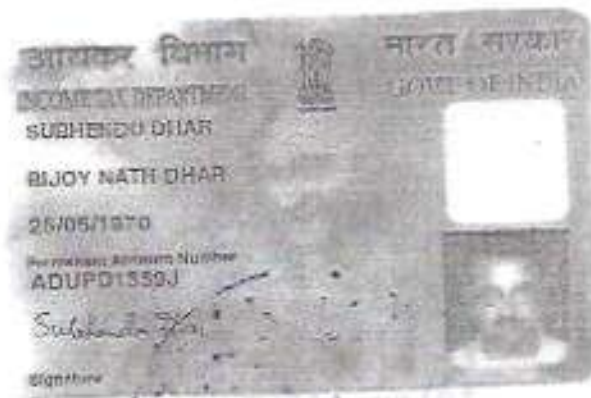 आयकर विभाग
भारत सरकार
INCOME TAX DEPARTMENT
GOVT. OF INDIA
SUBHENDU DHAR
BIJOY NATH DHAR
25/05/1970
Permanent Account Number
ADUPD1359J
Signature